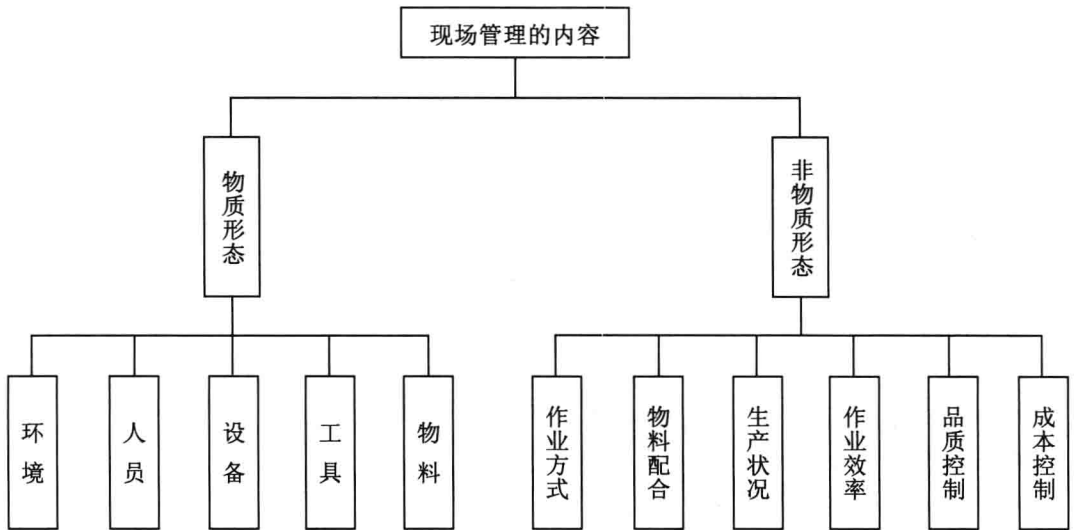 现场管理的内容
物质形态
非物质形态
环境
人员
设备
工具
物料
作业方式
物料配合
生产状况
作业效率
品质控制
成本控制